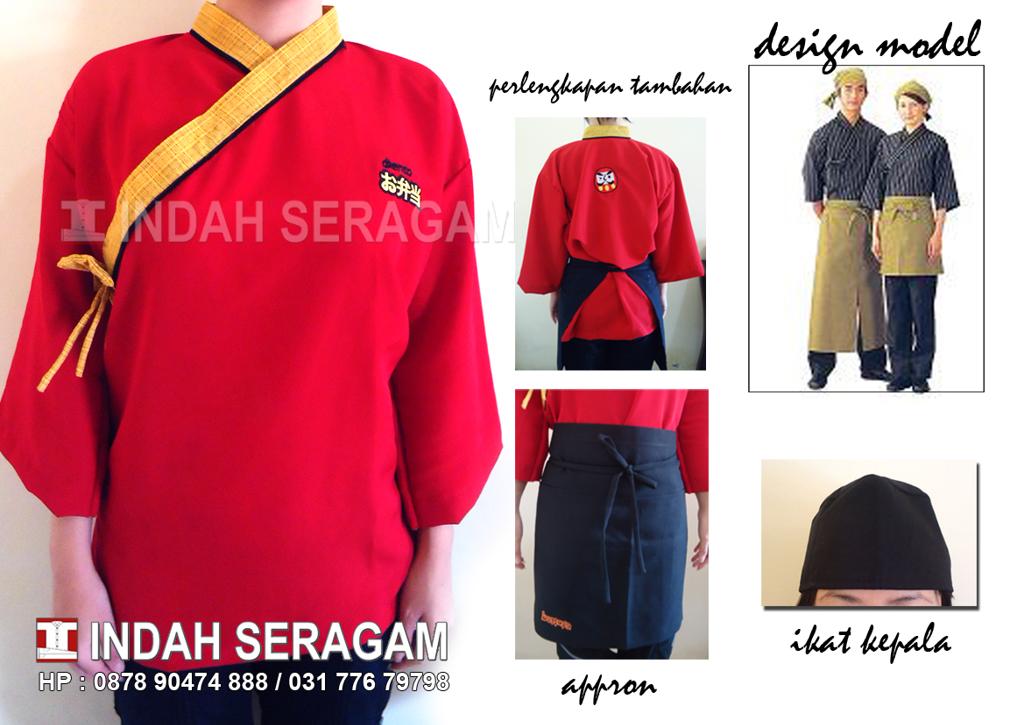 design model
perlengkapan tambahan
お弁当
INDAH SERAGAM
INDAH SERAGAM
HP : 0878 90474 888 / 031 776 79798
appron
ikat kepala